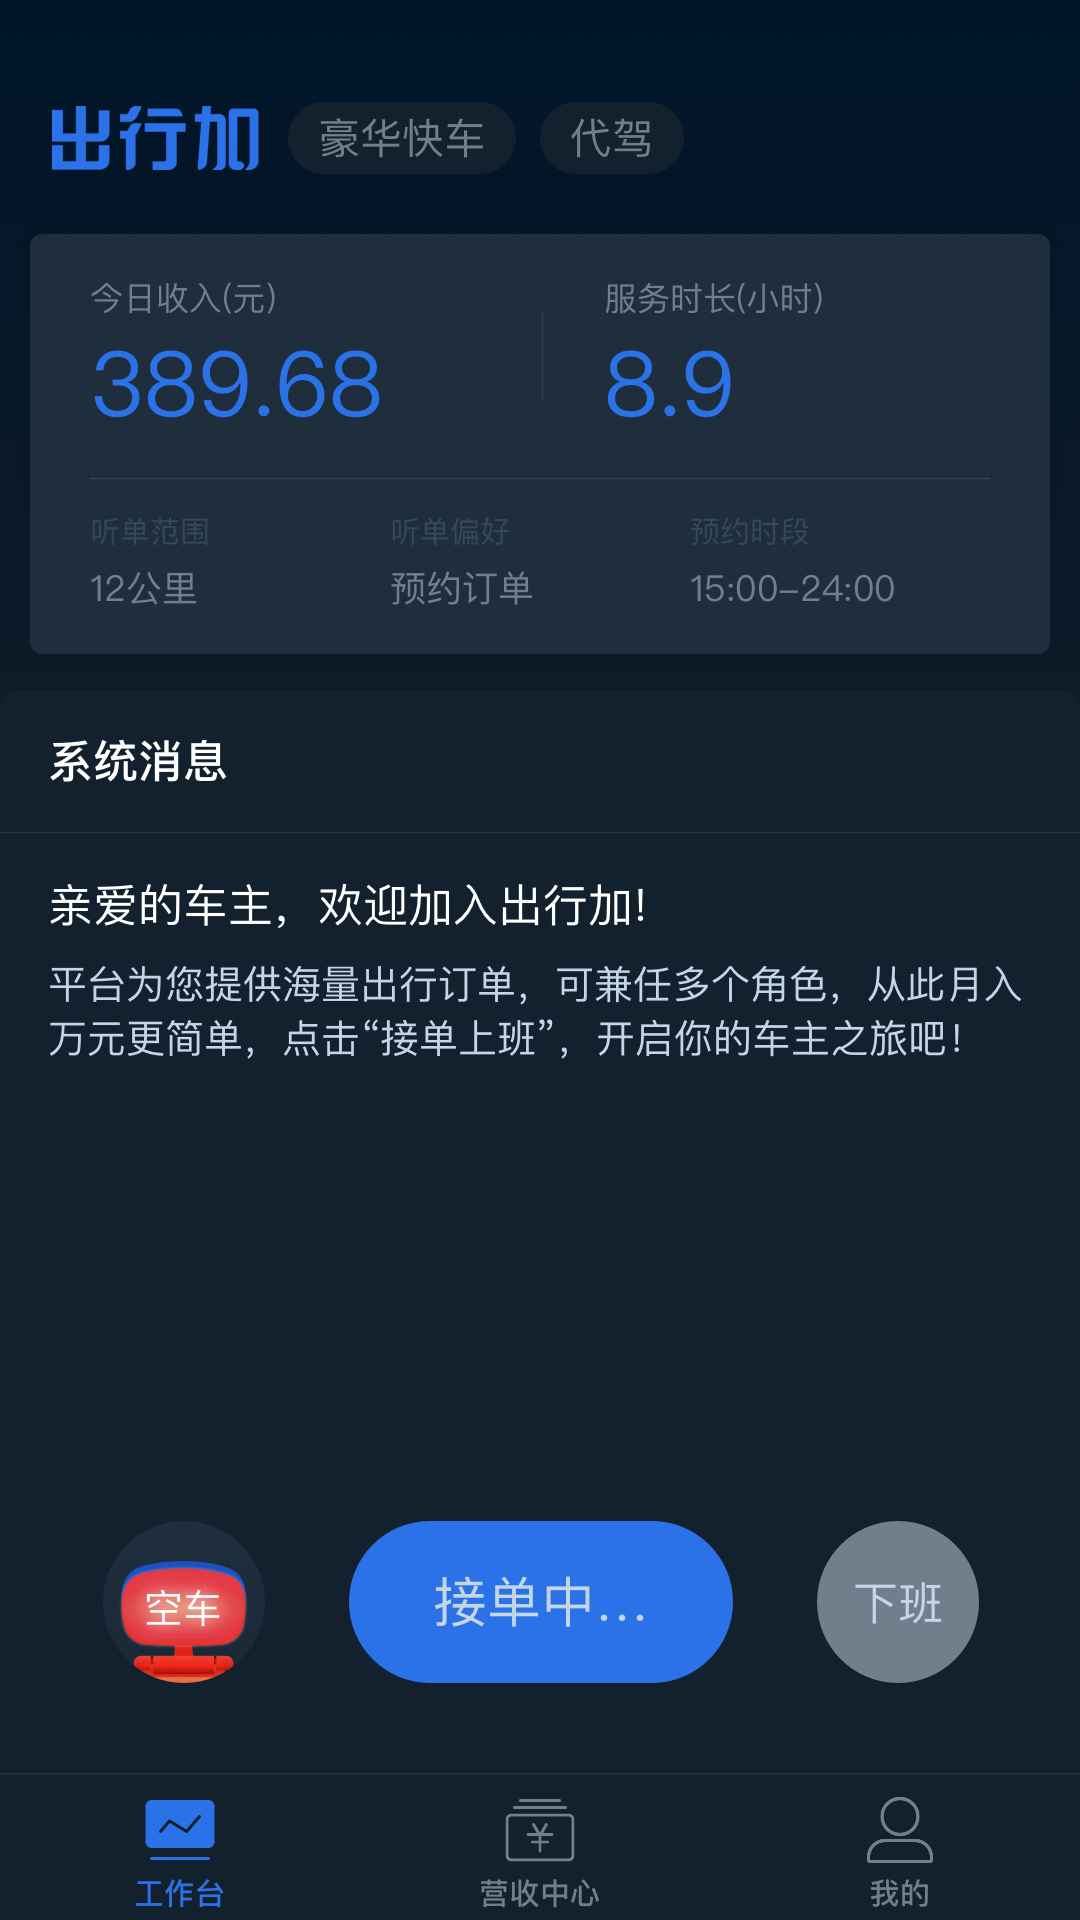 出行加 豪华快车 代驾
今日收入(元) 服务时长(小时)
389.68 8.9
听单范围 听单偏好 预约时段
12公里 预约订单 15:00-24:00
系统消息
亲爱的车主，欢迎加入出行加!
平台为您提供海量出行订单，可兼任多个角色，从此月入
万元更简单，点击“接单上班”，开启你的车主之旅吧！
空车 接单中... 下班
工作台 营收中心 我的